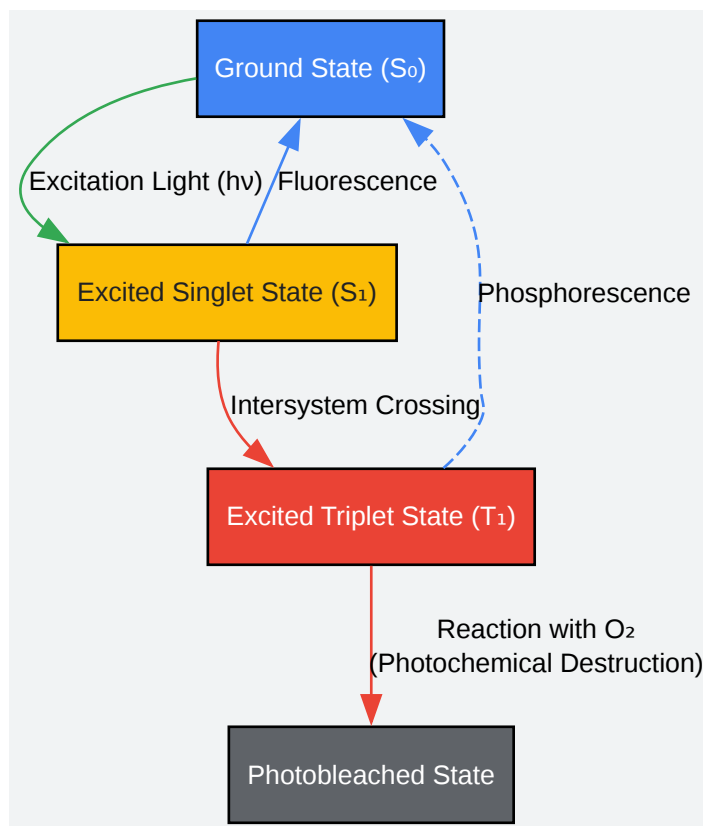 Ground State (S₀)
Excitation Light (hν)
Fluorescence
Excited Singlet State (S₁)
Phosphorescence
Intersystem Crossing
Excited Triplet State (T₁)
Reaction with O₂
(Photochemical Destruction)
Photobleached State